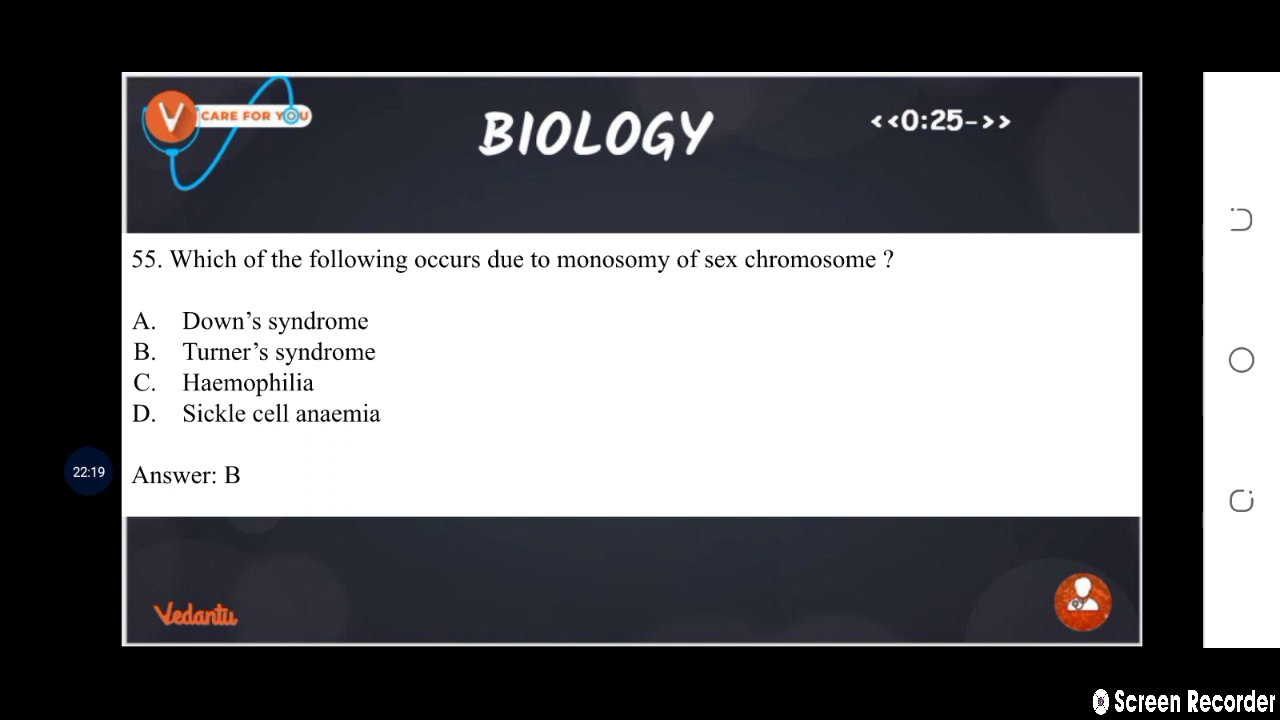 CARE FOR YOU
BIOLOGY
<<0:25->>
55. Which of the following occurs due to monosomy of sex chromosome ?
A. Down’s syndrome
B. Turner’s syndrome
C. Haemophilia
D. Sickle cell anaemia
22:19
Answer: B
Vedantu
Screen Recorder